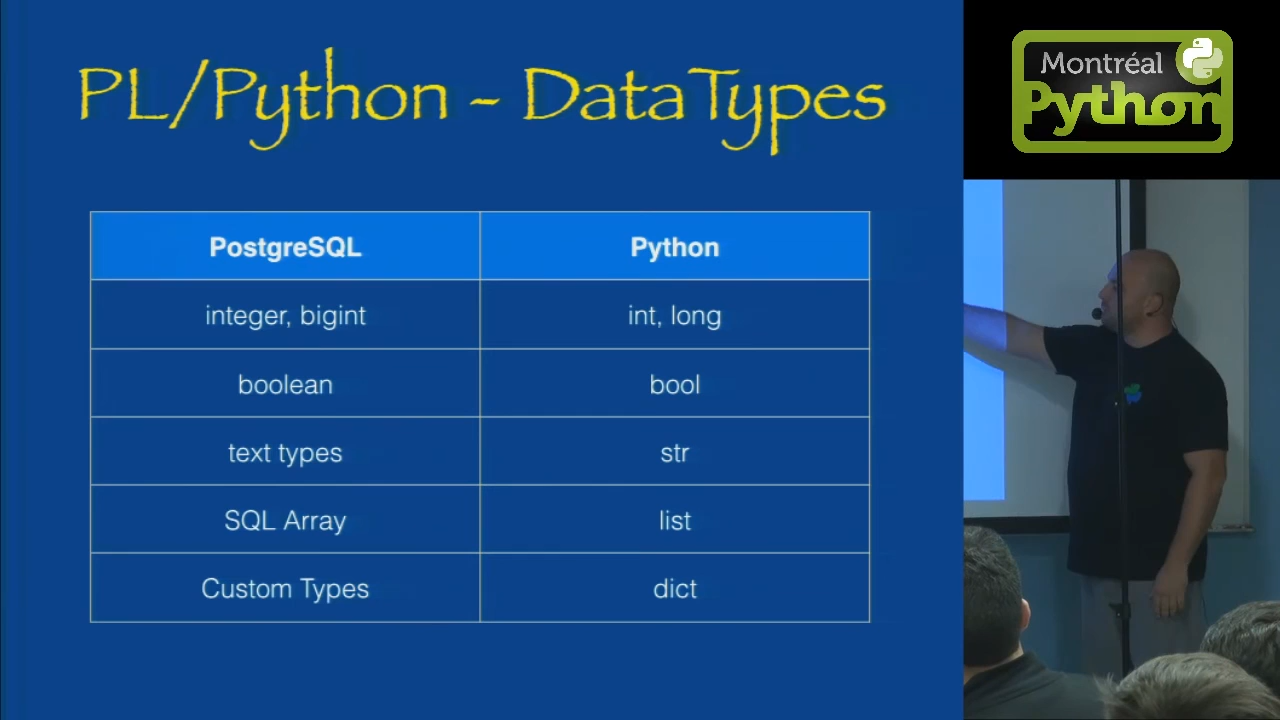 PL/Python - DataTypes
PostgreSQL Python
integer, bigint int, long
boolean bool
text types str
SQL Array list
Custom Types dict
Montréal
Python